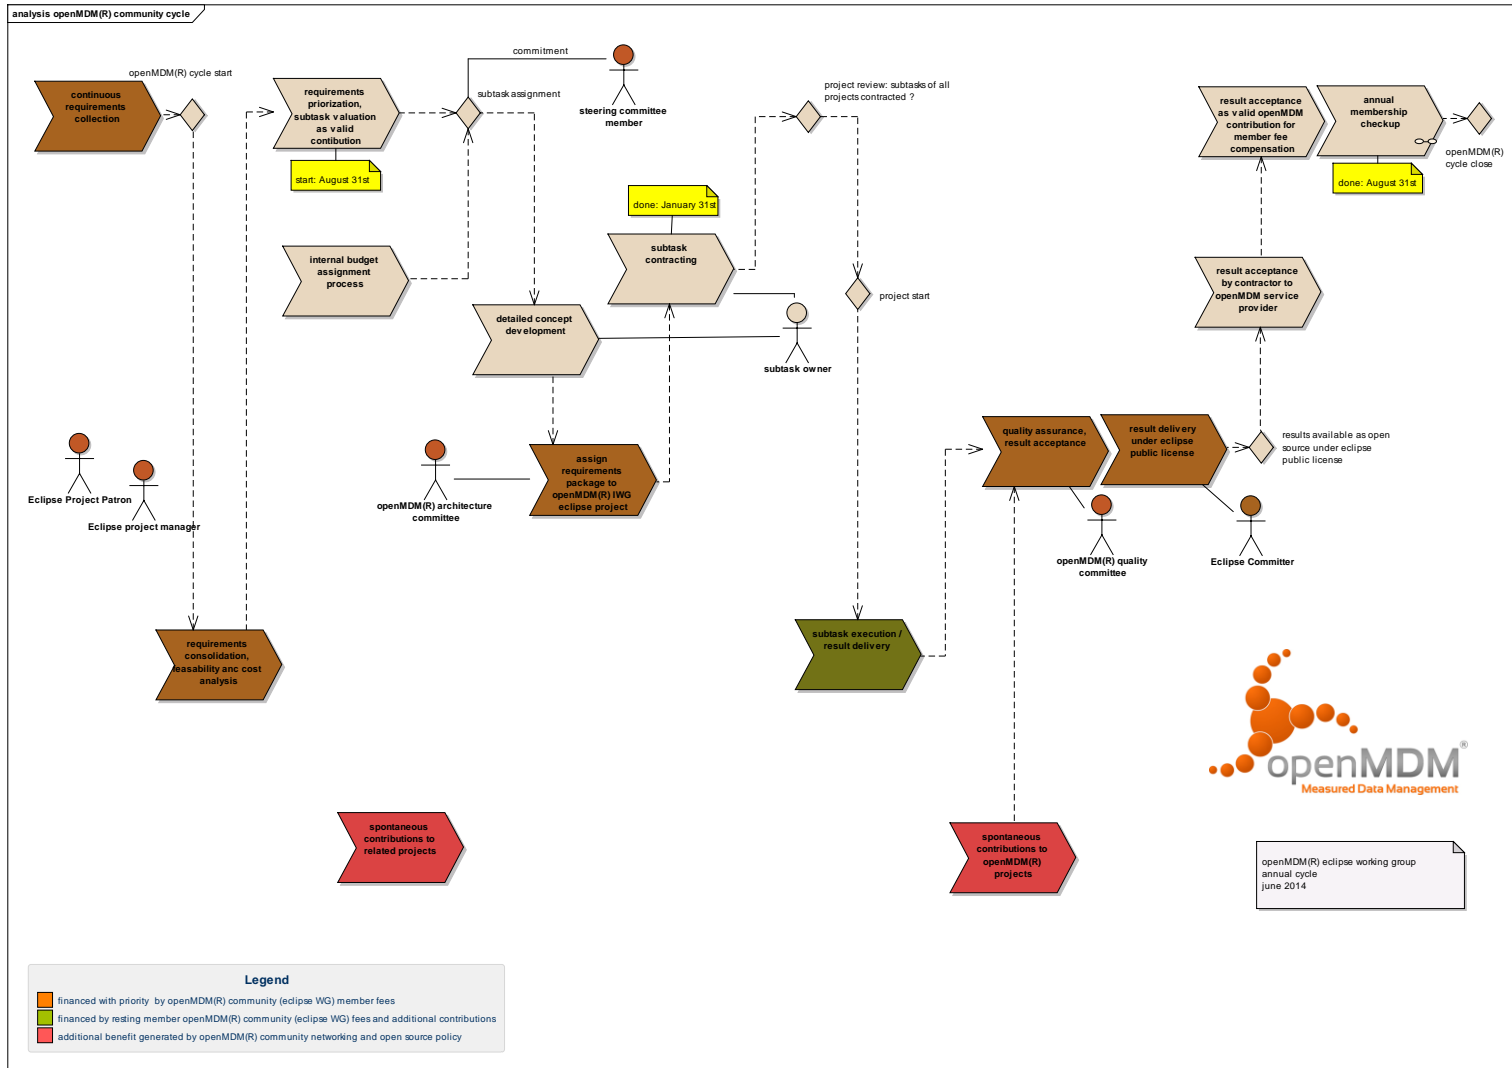 analysis openMDM(R) community cycle
openMDM(R) cycle start
continuous
requirements
collection
requirements
priorization,
subtask valuation
as valid
contibution
start: August 31st
subtask assignment
commitment
steering committee
member
project review: subtasks of all
projects contracted ?
result acceptance
as valid openMDM
contribution for
member fee
compensation
annual
membership
checkup
openMDM(R)
cycle close
done: August 31st
done: January 31st
internal budget
assignment
process
subtask
contracting
project start
result acceptance
by contractor to
openMDM service
provider
detailed concept
development
subtask owner
Eclipse Project Patron
Eclipse project manager
openMDM(R) architecture
committee
assign
requirements
package to
openMDM(R) IWG
eclipse project
quality assurance,
result acceptance
result delivery
under eclipse
public license
results available as open
source under eclipse
public license
openMDM(R) quality
committee
Eclipse Committer
requirements
consolidation,
feasability anc cost
analysis
subtask execution /
result delivery
openMDM®
Measured Data Management
spontaneous
contributions to
related projects
spontaneous
contributions to
openMDM(R)
projects
openMDM(R) eclipse working group
annual cycle
june 2014
Legend
financed with priority  by openMDM(R) community (eclipse WG) member fees
financed by resting member openMDM(R) community (eclipse WG) fees and additional contributions
additional benefit generated by openMDM(R) community networking and open source policy